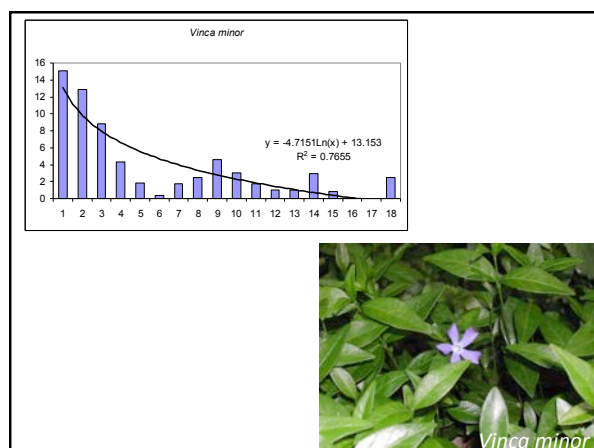 Vinca minor
16
14
12
10
8
6
4
2
0
y = -4.7151Ln(x) + 13.153
R² = 0.7655
1 2 3 4 5 6 7 8 9 10 11 12 13 14 15 16 17 18
Vinca minor